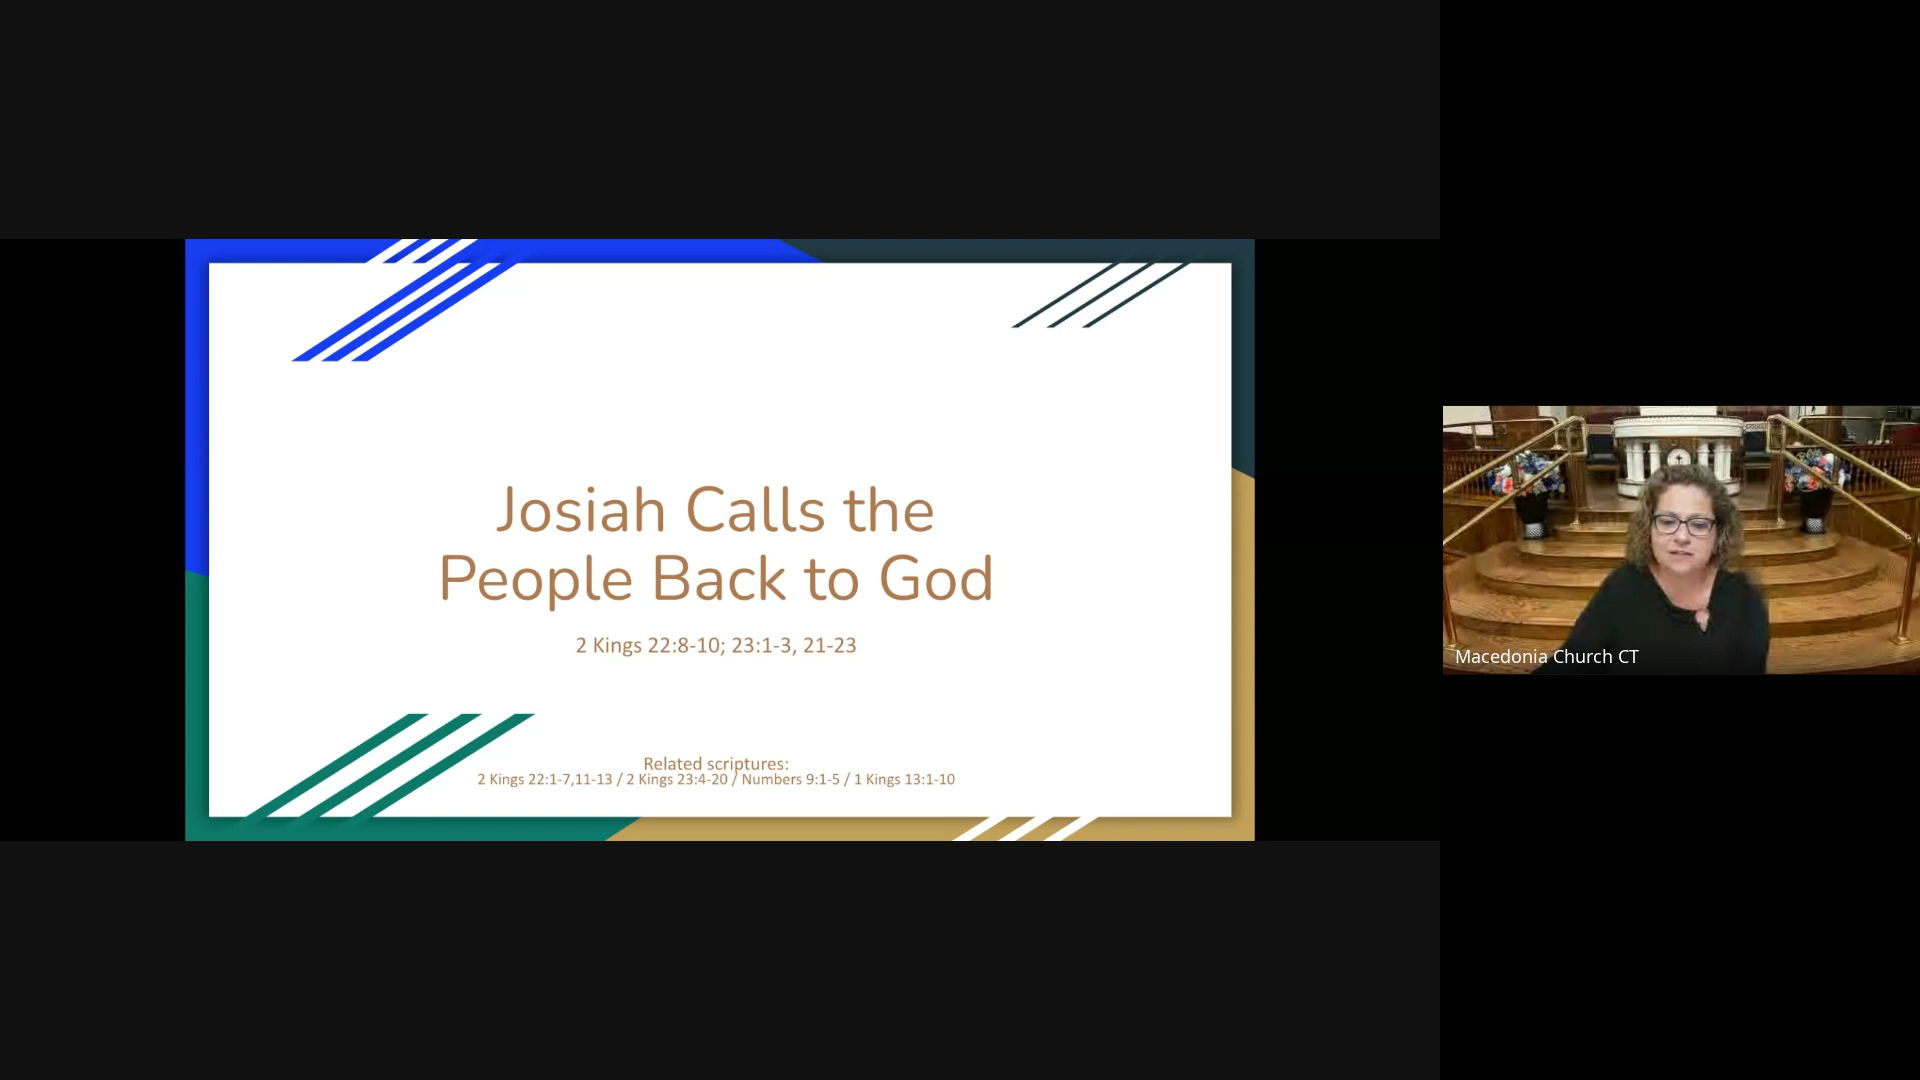 Josiah Calls the
People Back to God
2 Kings 22:8-10; 23:1-3, 21-23
Related scriptures:
2 Kings 22:1-7,11-13 / 2 Kings 23:4-20 / Numbers 9:1-5 / 1 Kings 13:1-10
Macedonia Church CT